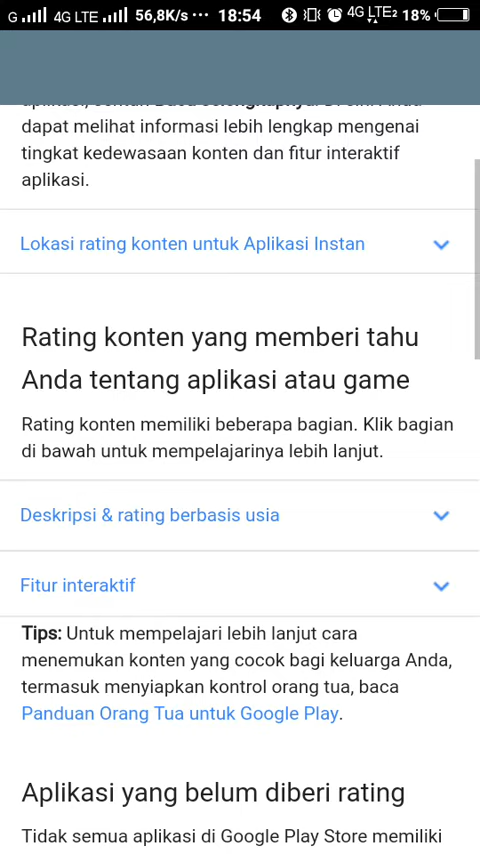 G 4G LTE 56,8K/s ··· 18:54 4G LTE2 18%
dapat melihat informasi lebih lengkap mengenai
tingkat kedewasaan konten dan fitur interaktif
aplikasi.
Lokasi rating konten untuk Aplikasi Instan
Rating konten yang memberi tahu
Anda tentang aplikasi atau game
Rating konten memiliki beberapa bagian. Klik bagian
di bawah untuk mempelajarinya lebih lanjut.
Deskripsi & rating berbasis usia
Fitur interaktif
Tips: Untuk mempelajari lebih lanjut cara
menemukan konten yang cocok bagi keluarga Anda,
termasuk menyiapkan kontrol orang tua, baca
Panduan Orang Tua untuk Google Play.
Aplikasi yang belum diberi rating
Tidak semua aplikasi di Google Play Store memiliki